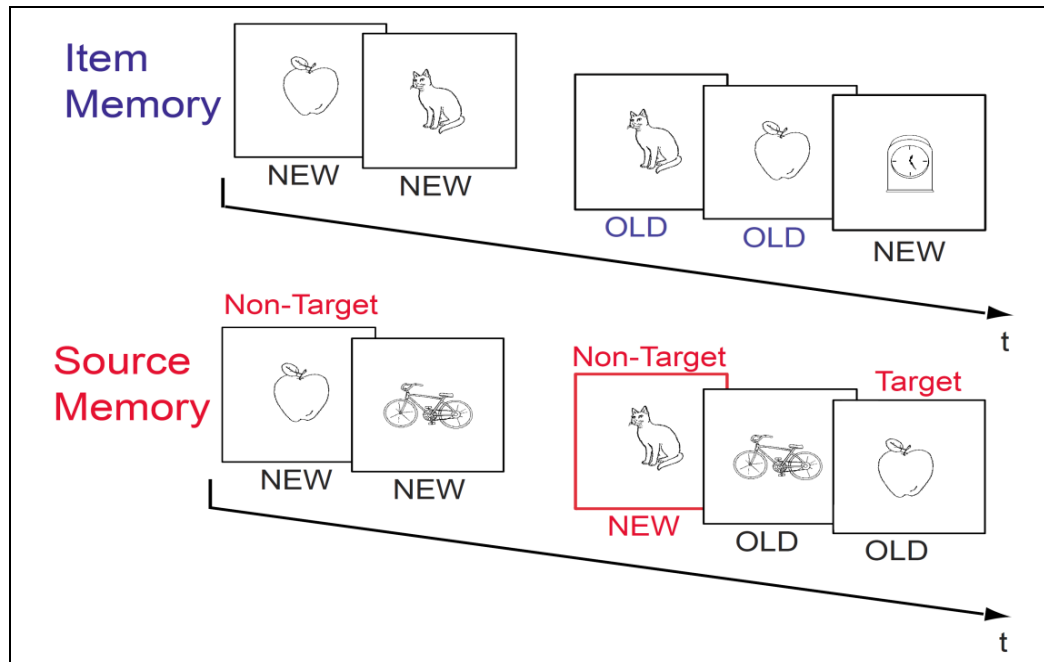 Item
Memory
NEW
NEW
OLD
OLD
NEW
t
Non-Target
Source
Memory
NEW
NEW
Non-Target
Target
NEW
OLD
OLD
t